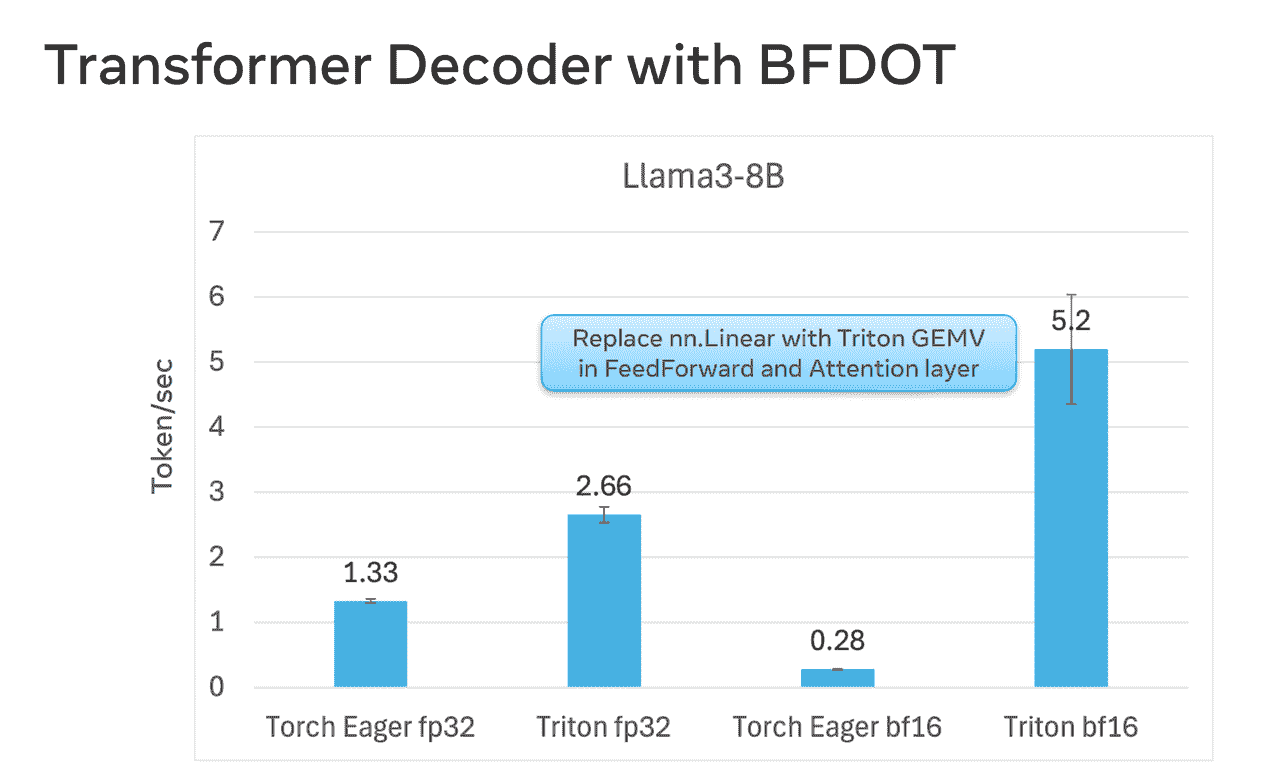 Transformer Decoder with BFDOT
Llama3-8B
7
6
5
4
3
2
1
0
Token/sec
Replace nn.Linear with Triton GEMV
in FeedForward and Attention layer
1.33
2.66
0.28
5.2
Torch Eager fp32
Triton fp32
Torch Eager bf16
Triton bf16